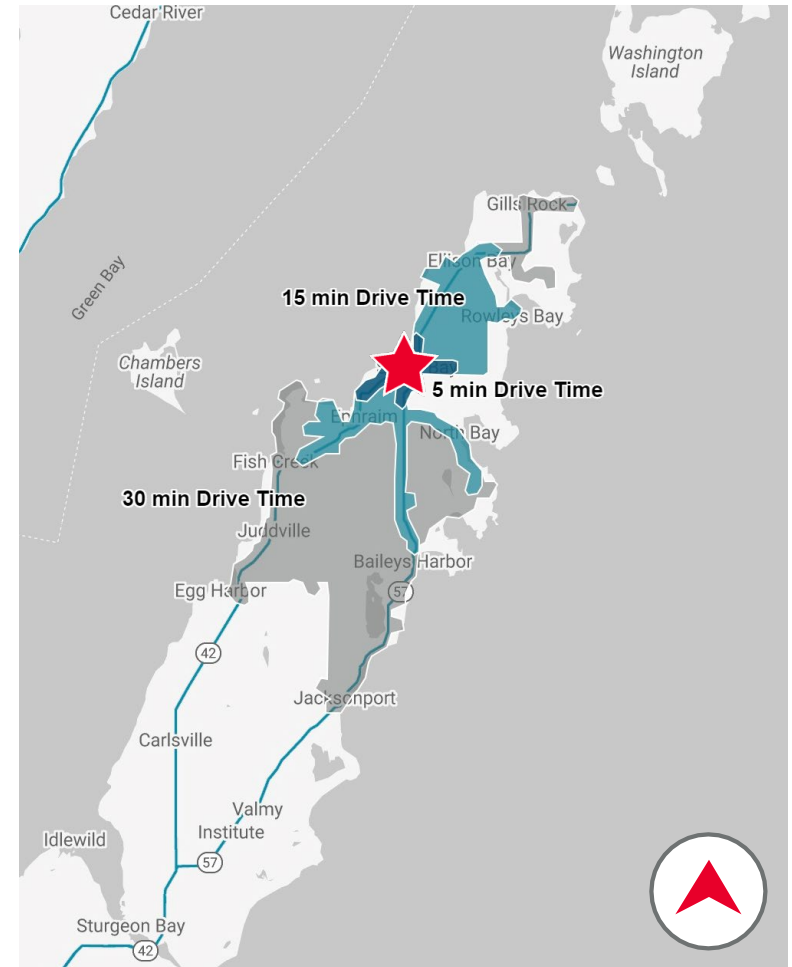 Cedar River
Washington
Island
Gills Rock
Green Bay
Ellison Bay
15 min Drive Time
Rowleys Bay
Chambers
Island
5 min Drive Time
Ephraim
North Bay
Fish Creek
30 min Drive Time
Juddville
Baileys Harbor
Egg Harbor
57
42
Jacksonport
Carlsville
Valmy
Institute
Idlewild
57
Sturgeon Bay
42